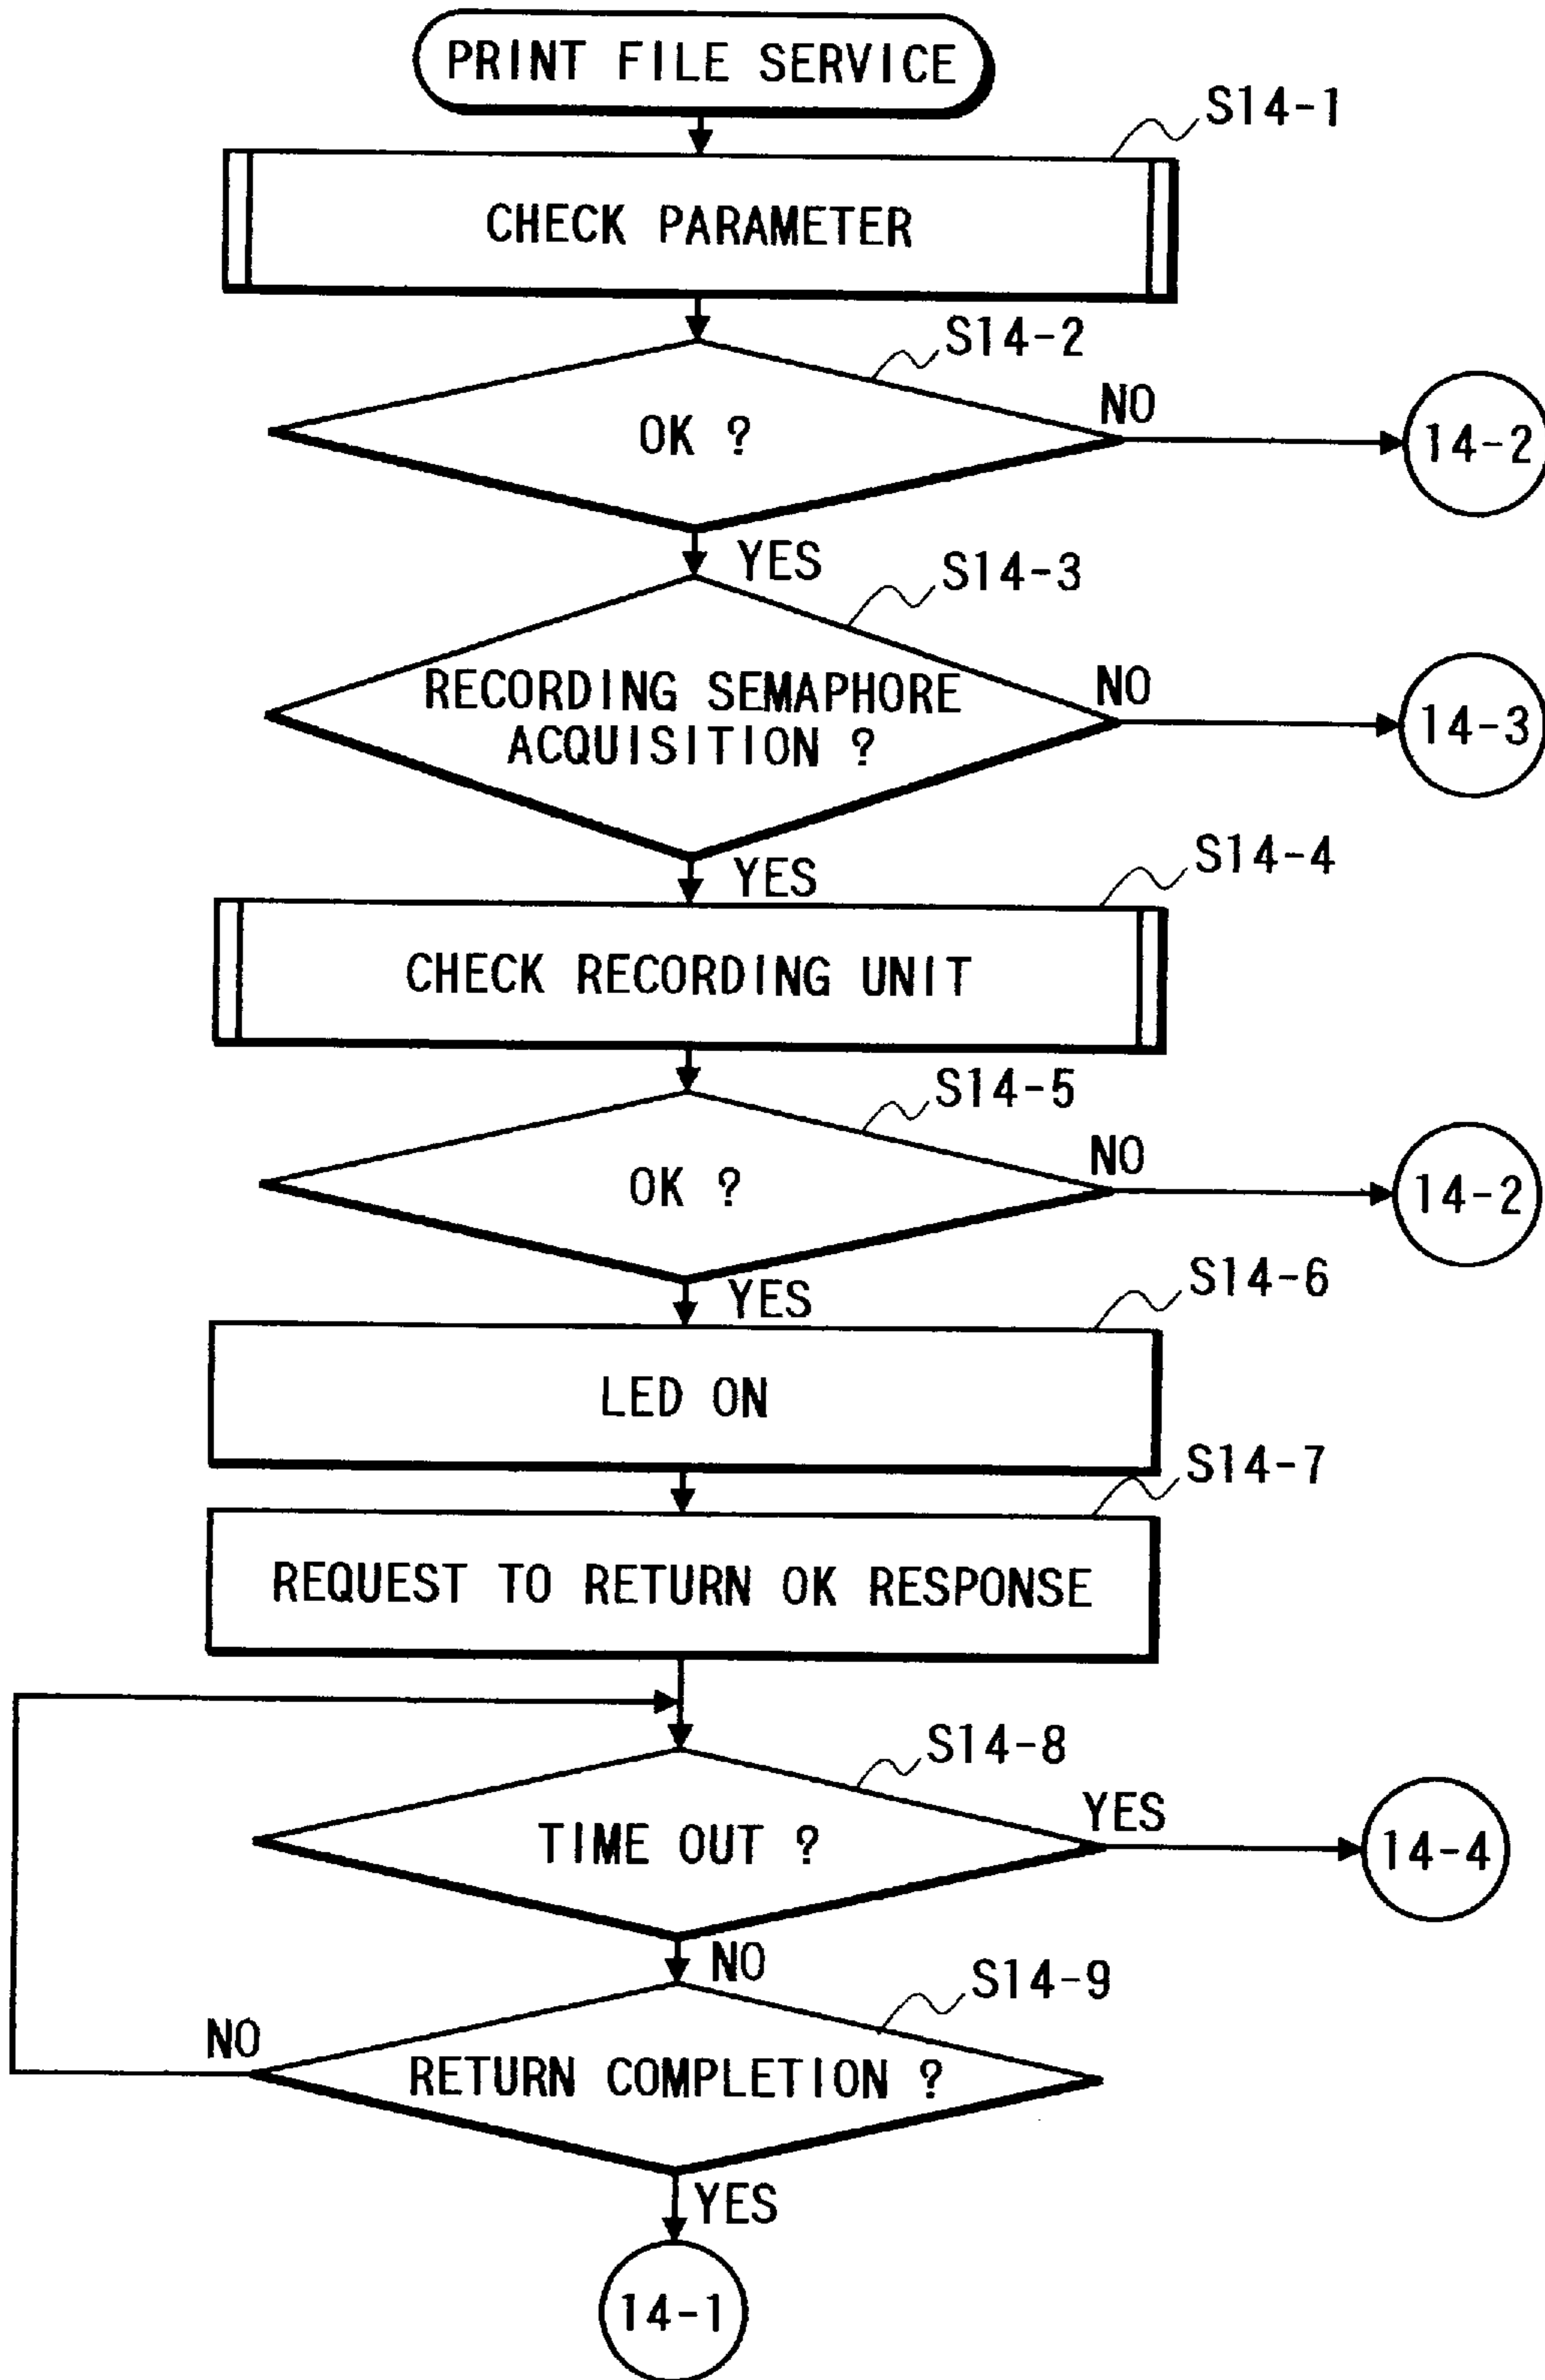 PRINT FILE SERVICE
S14-1
CHECK PARAMETER
S14-2
OK ?
NO
14-2
YES
S14-3
RECORDING SEMAPHORE
ACQUISITION ?
NO
14-3
YES
S14-4
CHECK RECORDING UNIT
S14-5
OK ?
NO
14-2
YES
S14-6
LED ON
S14-7
REQUEST TO RETURN OK RESPONSE
S14-8
TIME OUT ?
YES
14-4
NO
S14-9
RETURN COMPLETION ?
NO
YES
14-1